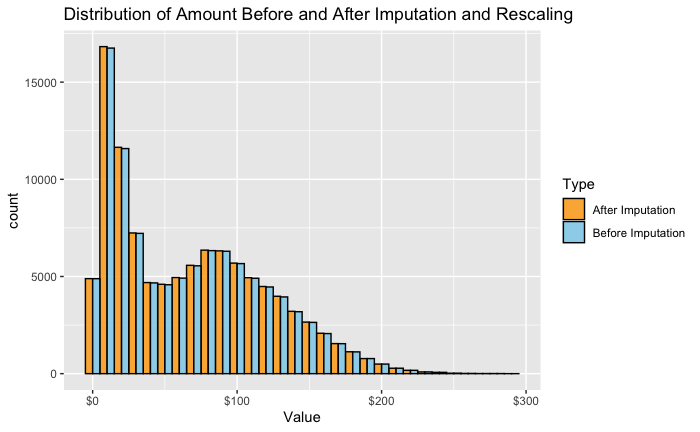 Distribution of Amount Before and After Imputation and Rescaling
15000
10000
5000
0
count
$0
$100
$200
$300
Value
Type
After Imputation
Before Imputation